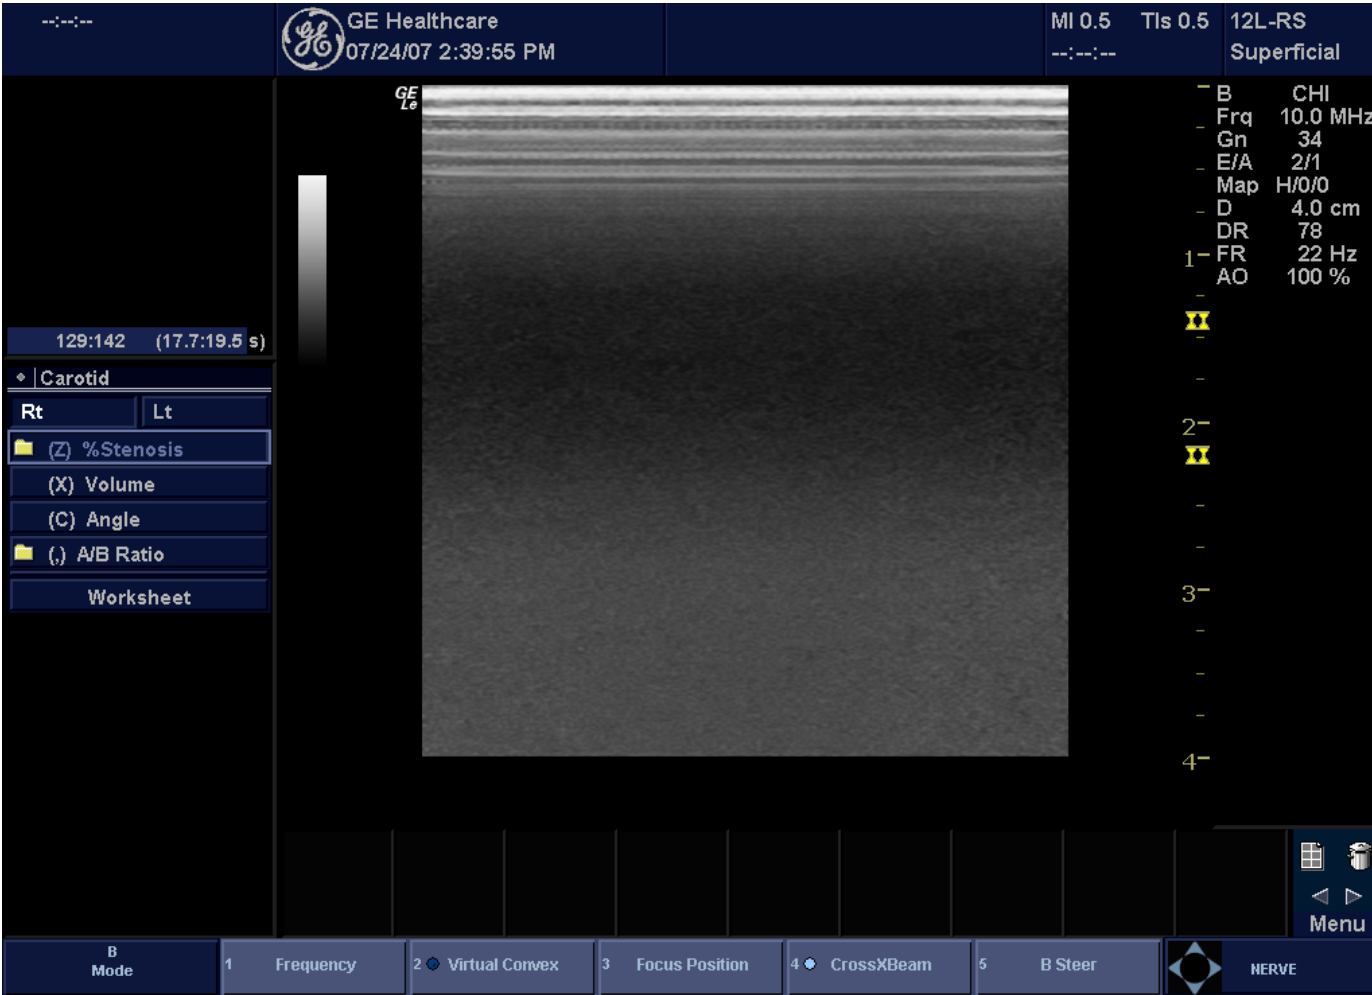 --:--:--
GE Healthcare
07/24/07 2:39:55 PM
MI 0.5 TIs 0.5
--:--:--
12L-RS
Superficial
GE
Le
B CHI
Frq 10.0 MHz
Gn 34
E/A 2/1
Map H/0/0
D 4.0 cm
DR 78
FR 22 Hz
AO 100 %
1
2
3
4
129:142 (17.7:19.5 s)
Carotid
Rt Lt
(Z) %Stenosis
(X) Volume
(C) Angle
(,) A/B Ratio
Worksheet
Menu
B
Mode
1 Frequency
2 Virtual Convex
3 Focus Position
4 CrossXBeam
5 B Steer
NERVE